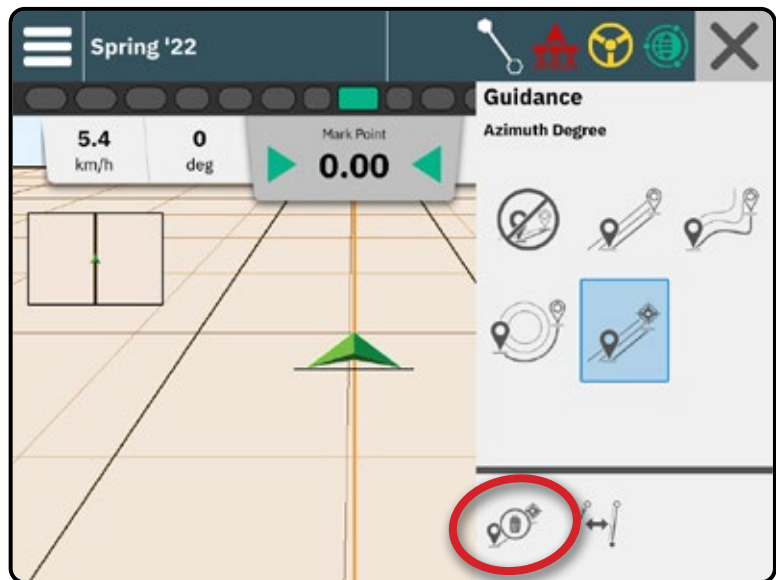 Spring '22
5.4
km/h
0
deg
Mark Point
0.00
Guidance
Azimuth Degree